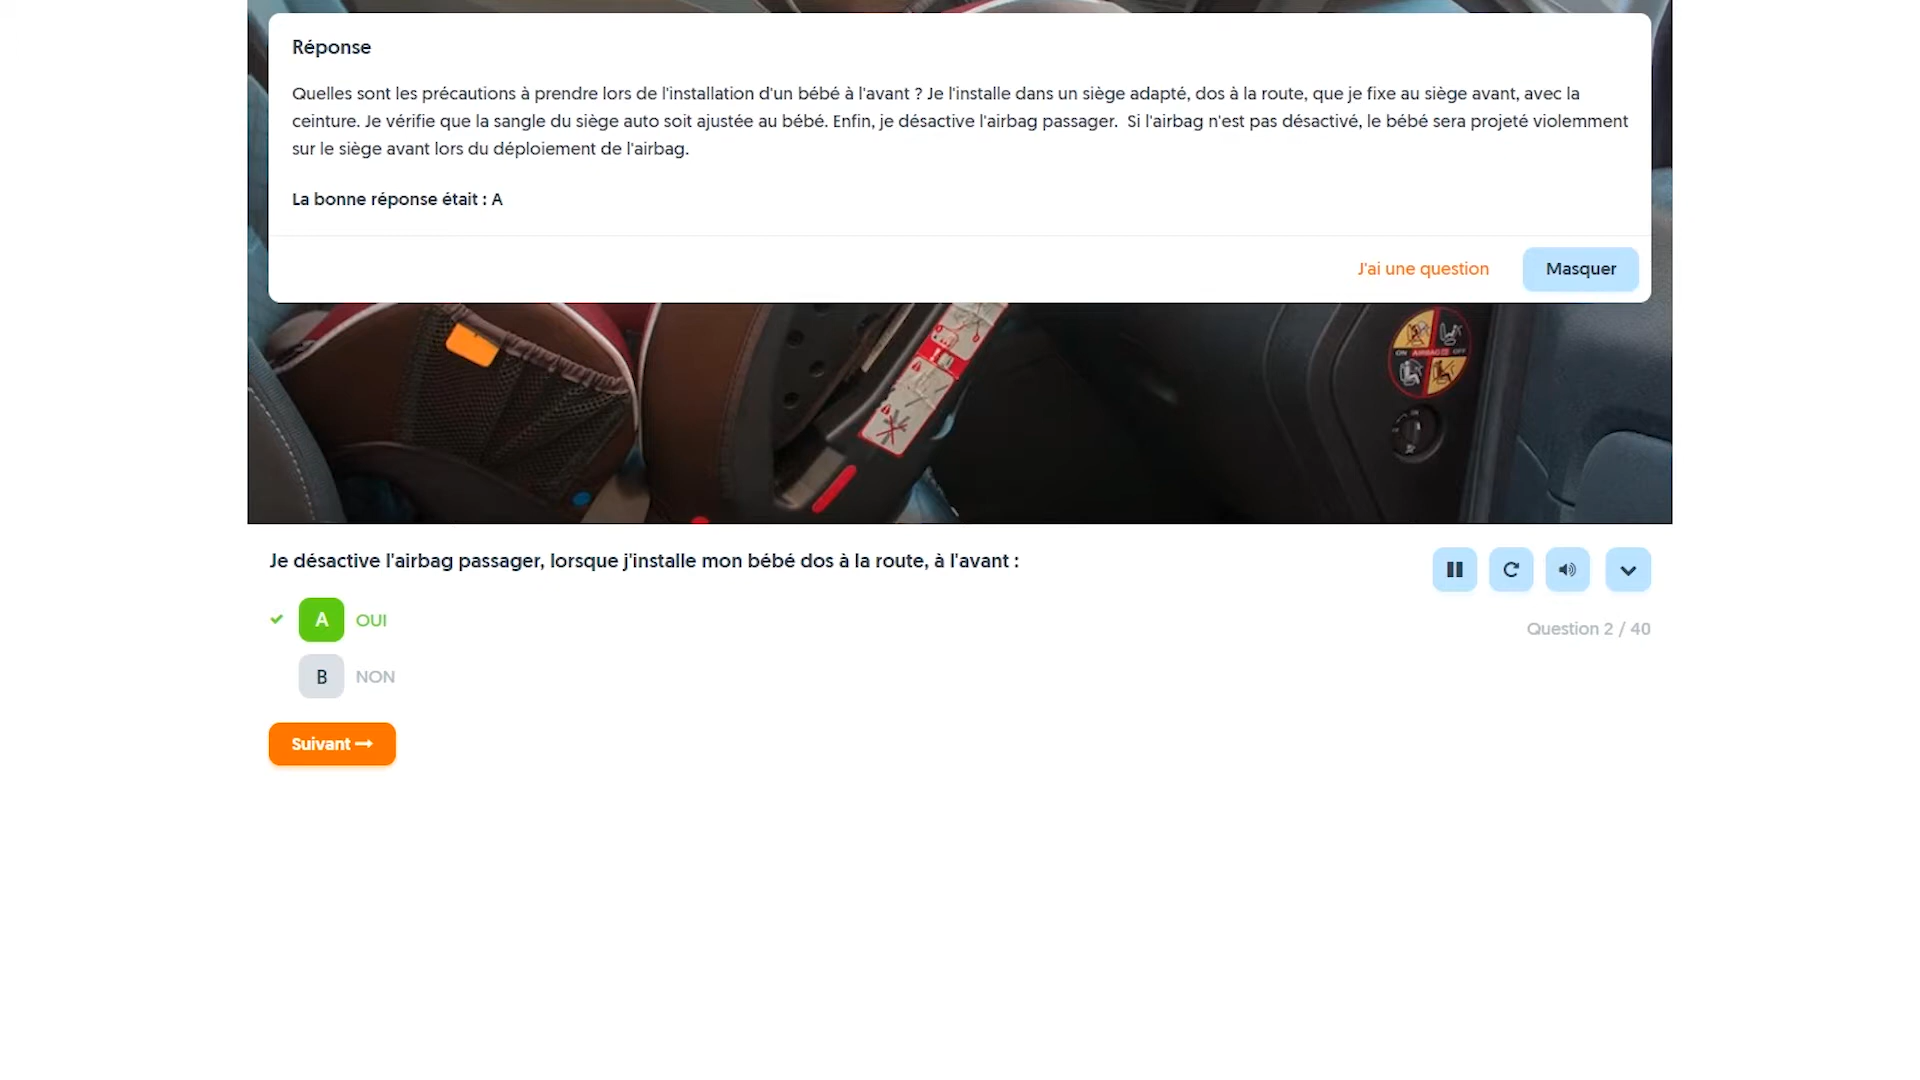 Réponse
Quelles sont les précautions à prendre lors de l'installation d'un bébé à l'avant ? Je l'installe dans un siège adapté, dos à la route, que je fixe au siège avant, avec la
ceinture. Je vérifie que la sangle du siège auto soit ajustée au bébé. Enfin, je désactive l'airbag passager.  Si l'airbag n'est pas désactivé, le bébé sera projeté violemment
sur le siège avant lors du déploiement de l'airbag.
La bonne réponse était : A
J'ai une question
Masquer
ON AIRBAG OFF
Je désactive l'airbag passager, lorsque j'installe mon bébé dos à la route, à l'avant :
A OUI
Question 2 / 40
B NON
Suivant →